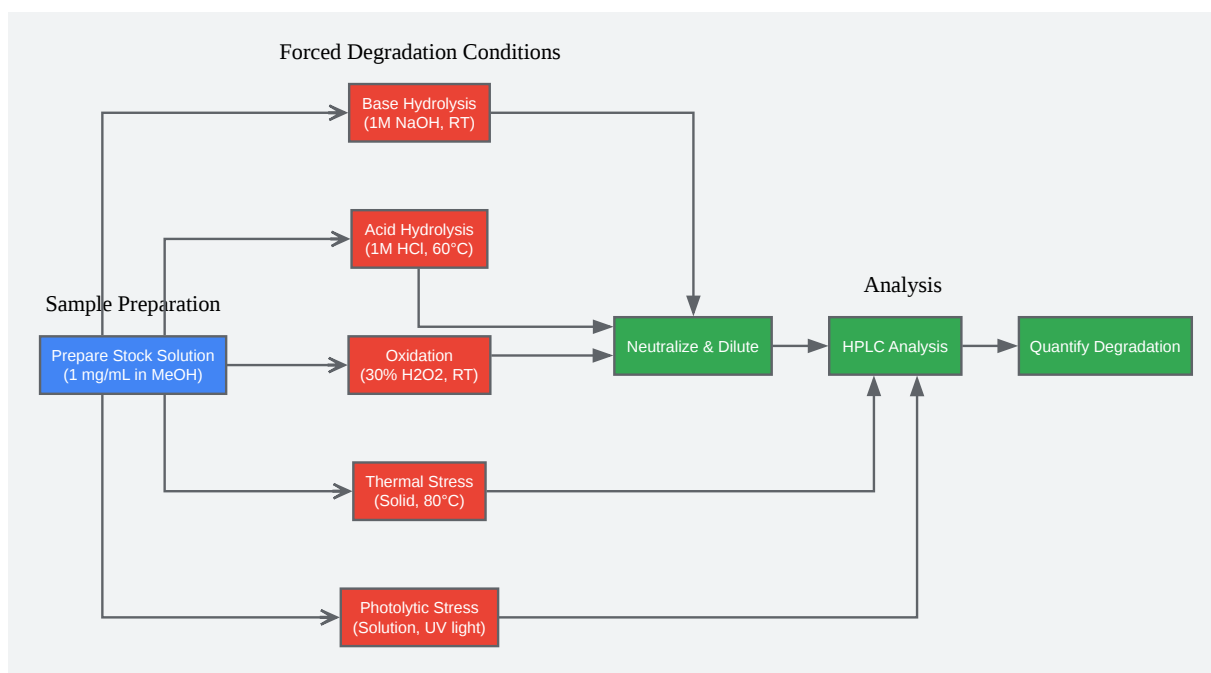 Forced Degradation Conditions
Base Hydrolysis
(1M NaOH, RT)
Acid Hydrolysis
(1M HCl, 60°C)
Sample Preparation
Prepare Stock Solution
(1 mg/mL in MeOH)
Oxidation
(30% H2O2, RT)
Thermal Stress
(Solid, 80°C)
Photolytic Stress
(Solution, UV light)
Neutralize & Dilute
Analysis
HPLC Analysis
Quantify Degradation